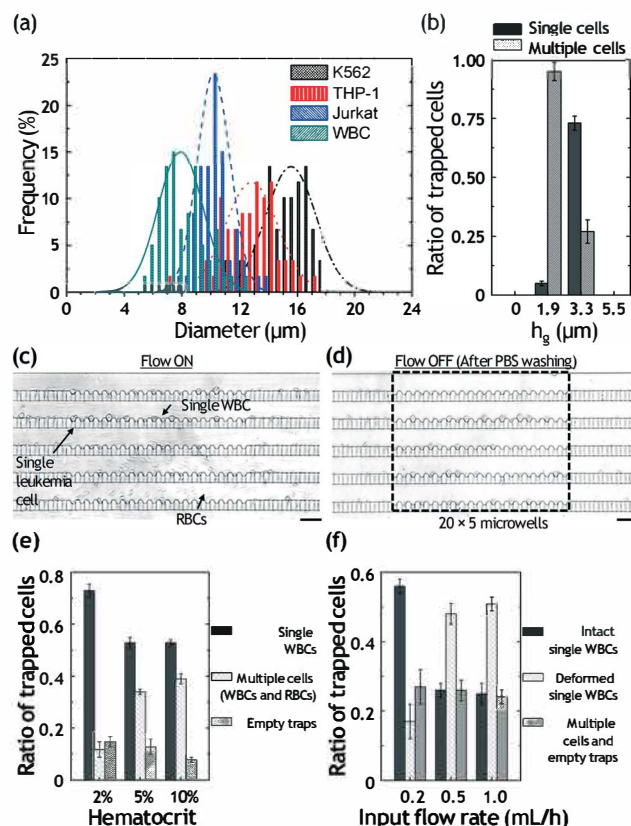 (a)
Frequency (%)
25
20
15
10
5
0
0 4 8 12 16 20 24
Diameter (μm)
K562
THP-1
Jurkat
WBC
(b)
Single cells
Multiple cells
Ratio of trapped cells
1.00
0.75
0.50
0.25
0
0 1.9 3.3 5.5
hg (μm)
(c)
Flow ON
Single WBC
Single
leukemia
cell
RBCs
(d)
Flow OFF (After PBS washing)
20 × 5 microwells
(e)
Ratio of trapped cells
0.8
0.6
0.4
0.2
0
2% 5% 10%
Hematocrit
Single
WBCs
Multiple cells
(WBCs and RBCs)
Empty traps
(f)
Ratio of trapped cells
0.6
0.4
0.2
0
0.2 0.5 1.0
Input flow rate (mL/h)
Intact
single WBCs
Deformed
single WBCs
Multiple
cells and
empty traps